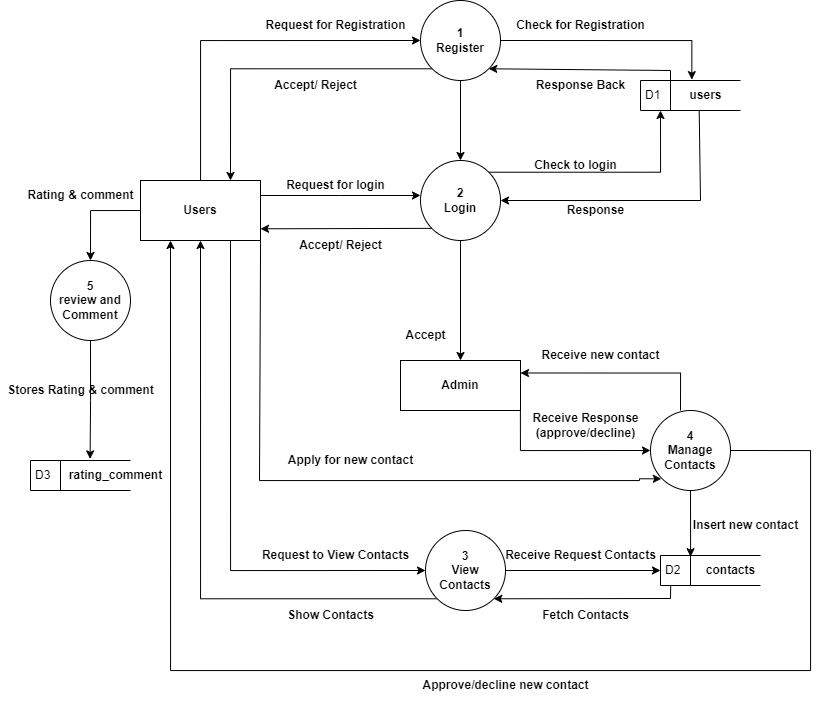 Request for Registration
1
Register
Check for Registration
Accept/ Reject
Response Back
D1
users
Rating & comment
Users
Request for login
2
Login
Check to login
Response
Accept/ Reject
5
review and
Comment
Accept
Admin
Receive new contact
Stores Rating & comment
Receive Response
(approve/decline)
4
Manage
Contacts
D3
rating_comment
Apply for new contact
Insert new contact
Request to View Contacts
3
View
Contacts
Receive Request Contacts
D2
contacts
Show Contacts
Fetch Contacts
Approve/decline new contact